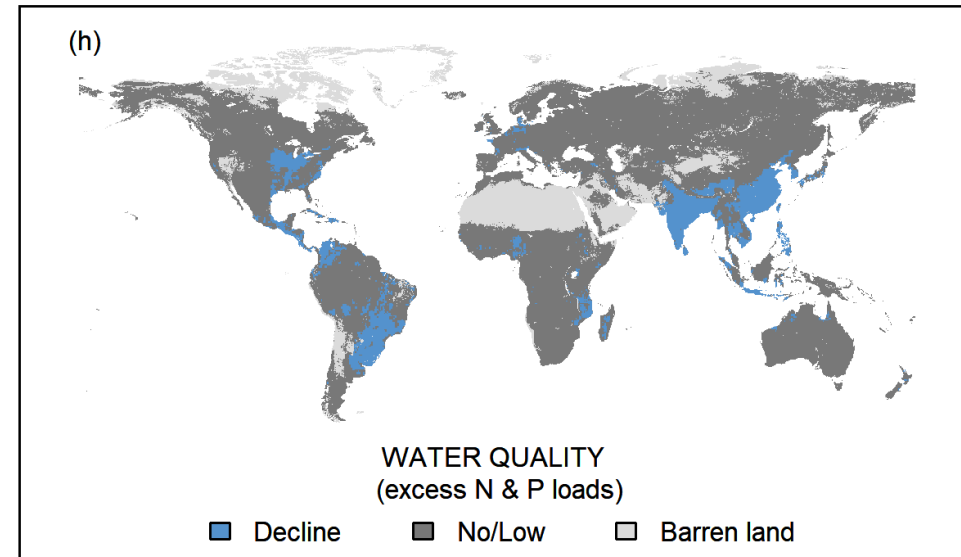 (h)
WATER QUALITY
(excess N & P loads)
Decline No/Low Barren land